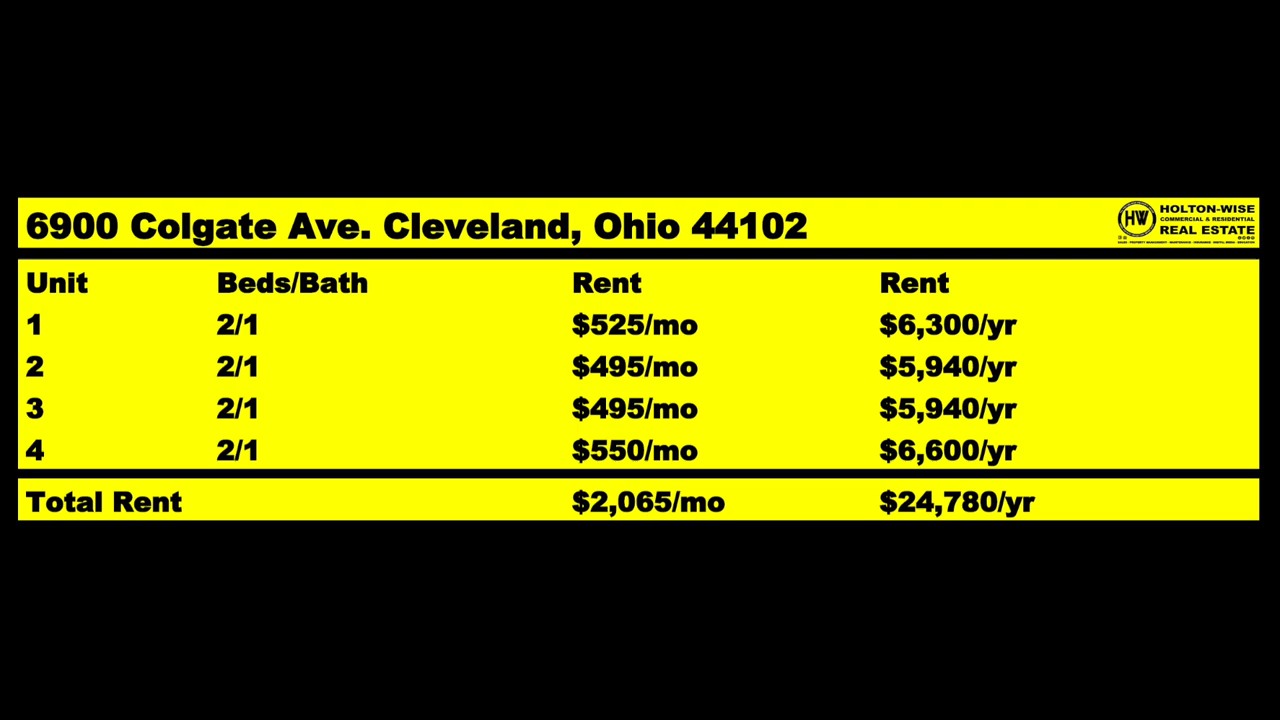 6900 Colgate Ave. Cleveland, Ohio 44102
HOLTON-WISE
COMMERCIAL & RESIDENTIAL
REAL ESTATE
HW
Unit Beds/Bath Rent Rent
1 2/1 $525/mo $6,300/yr
2 2/1 $495/mo $5,940/yr
3 2/1 $495/mo $5,940/yr
4 2/1 $550/mo $6,600/yr
Total Rent $2,065/mo $24,780/yr